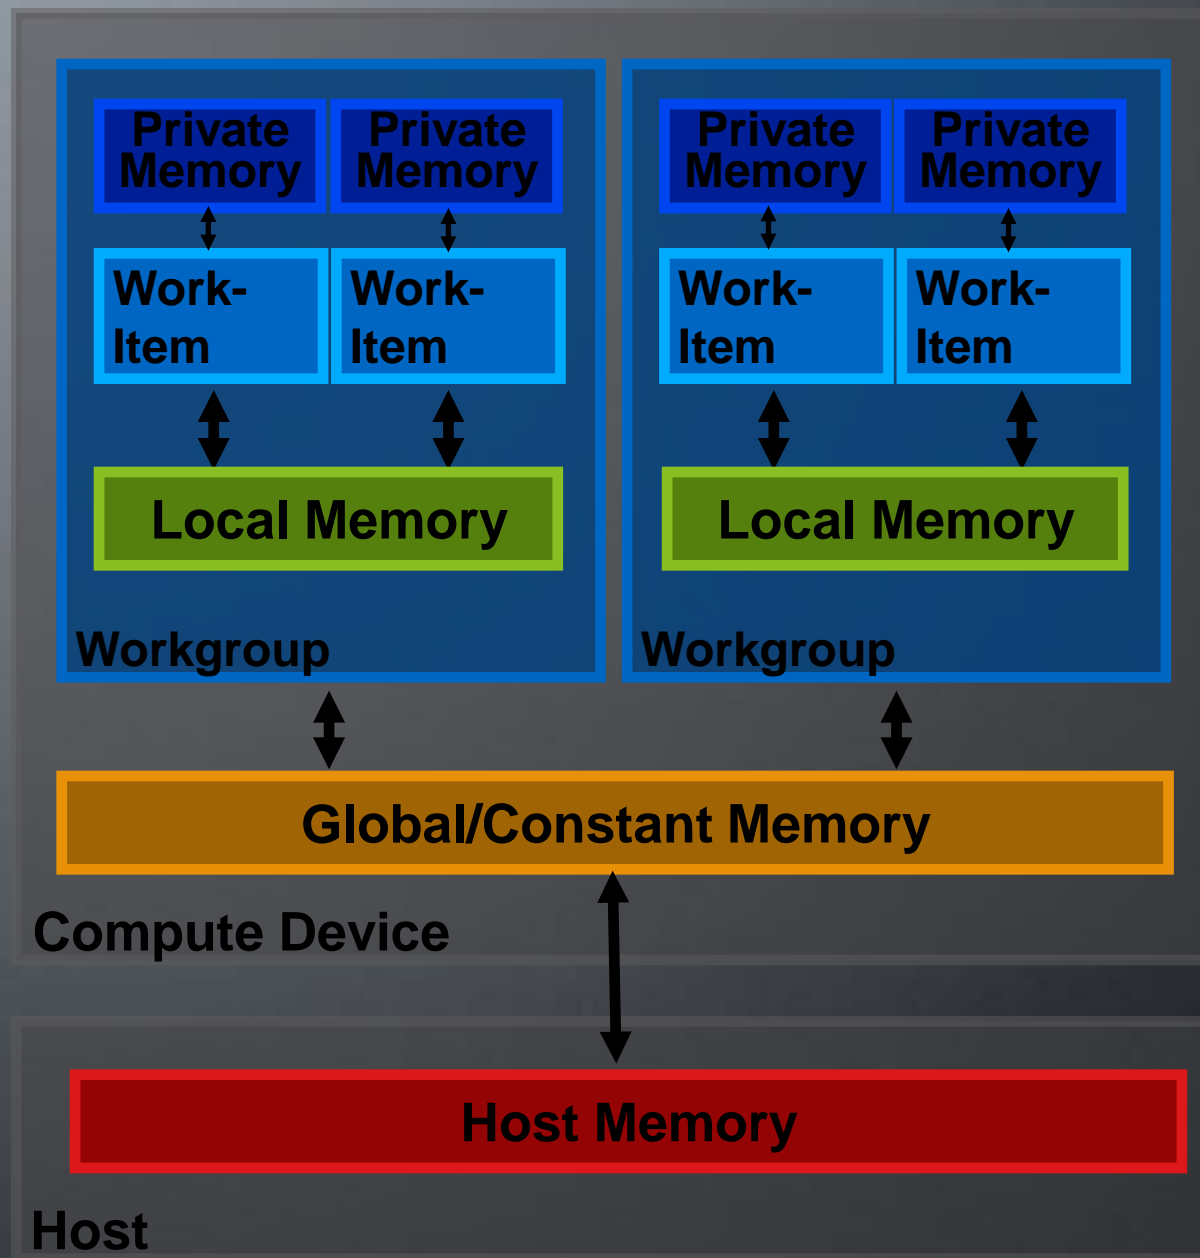 Private
Memory
Private
Memory
Private
Memory
Private
Memory
Work-
Item
Work-
Item
Work-
Item
Work-
Item
Local Memory
Local Memory
Workgroup
Workgroup
Global/Constant Memory
Compute Device
Host Memory
Host